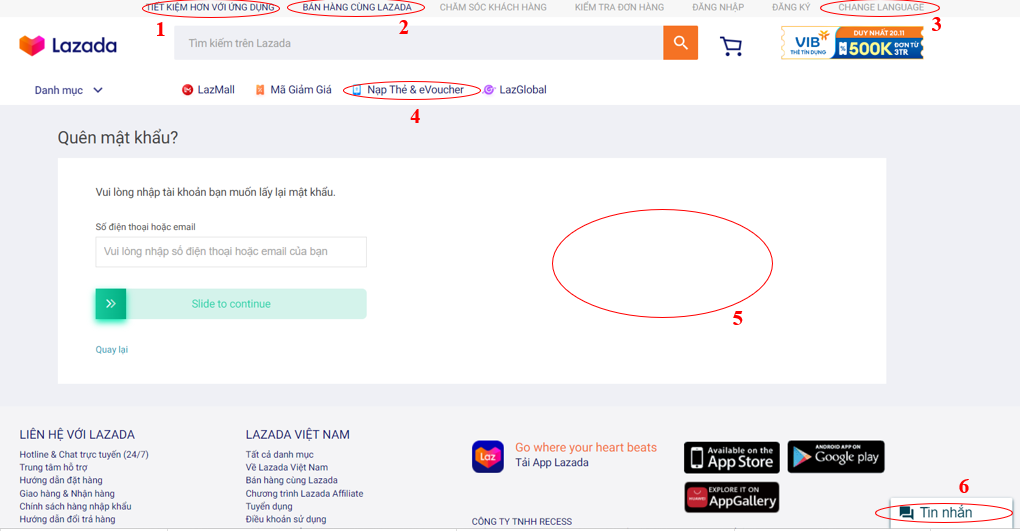 TIẾT KIỆM HƠN VỚI ỨNG DỤNG BÁN HÀNG CÙNG LAZADA CHĂM SÓC KHÁCH HÀNG KIỂM TRA ĐƠN HÀNG ĐĂNG NHẬP ĐĂNG KÝ CHANGE LANGUAGE
1 2 3
Lazada Tìm kiếm trên Lazada VIB THẺ TÍN DỤNG DUY NHẤT 20.11 500K ĐƠN TỪ 3TR
Danh mục LazMall Mã Giảm Giá Nạp Thẻ & eVoucher LazGlobal
4
Quên mật khẩu?
Vui lòng nhập tài khoản bạn muốn lấy lại mật khẩu.
Số điện thoại hoặc email
Vui lòng nhập số điện thoại hoặc email của bạn
Slide to continue
5
Quay lại
LIÊN HỆ VỚI LAZADA
Hotline & Chat trực tuyến (24/7)
Trung tâm hỗ trợ
Hướng dẫn đặt hàng
Giao hàng & Nhận hàng
Chính sách hàng nhập khẩu
Hướng dẫn đổi trả hàng
LAZADA VIỆT NAM
Tất cả danh mục
Về Lazada Việt Nam
Bán hàng cùng Lazada
Chương trình Lazada Affiliate
Tuyển dụng
Điều khoản sử dụng
Laz
Go where your heart beats
Tải App Lazada
Available on the
App Store
ANDROID APP ON
Google play
HUAWEI
EXPLORE IT ON
AppGallery
CÔNG TY TNHH RECESS
6
Tin nhắn